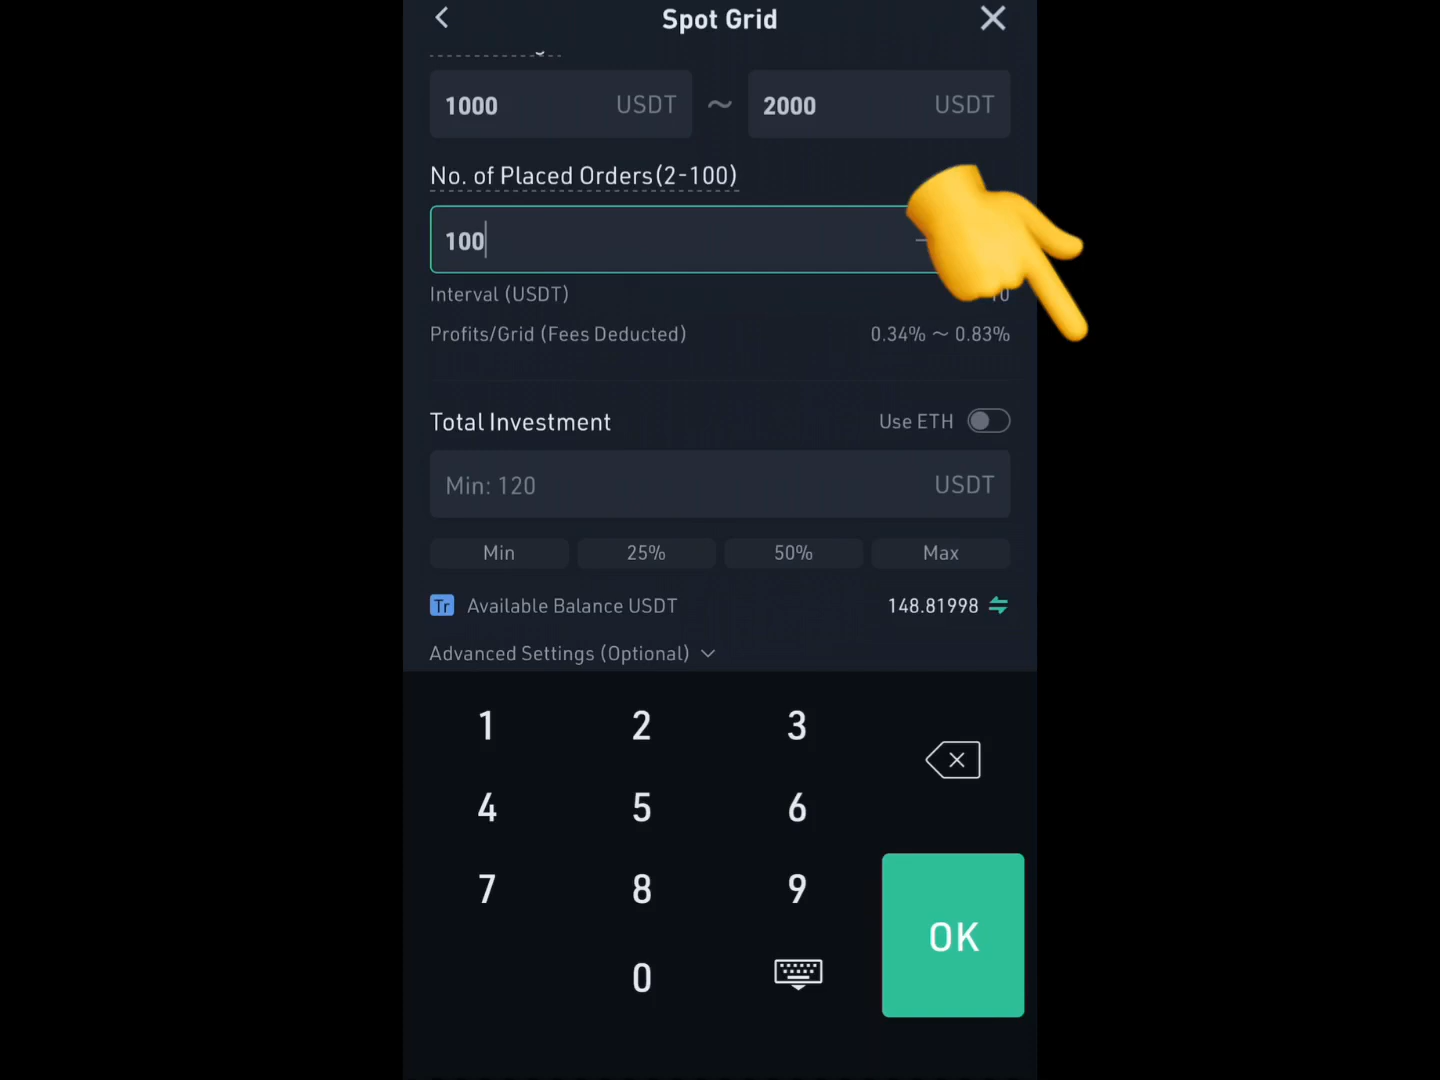 Spot Grid
1000 USDT ~ 2000 USDT
No. of Placed Orders(2-100)
100
Interval (USDT) 10
Profits/Grid (Fees Deducted) 0.34% ~ 0.83%
Total Investment Use ETH
Min: 120 USDT
Min 25% 50% Max
Tr Available Balance USDT 148.81998
Advanced Settings (Optional)
1 2 3
4 5 6
7 8 9
OK
0